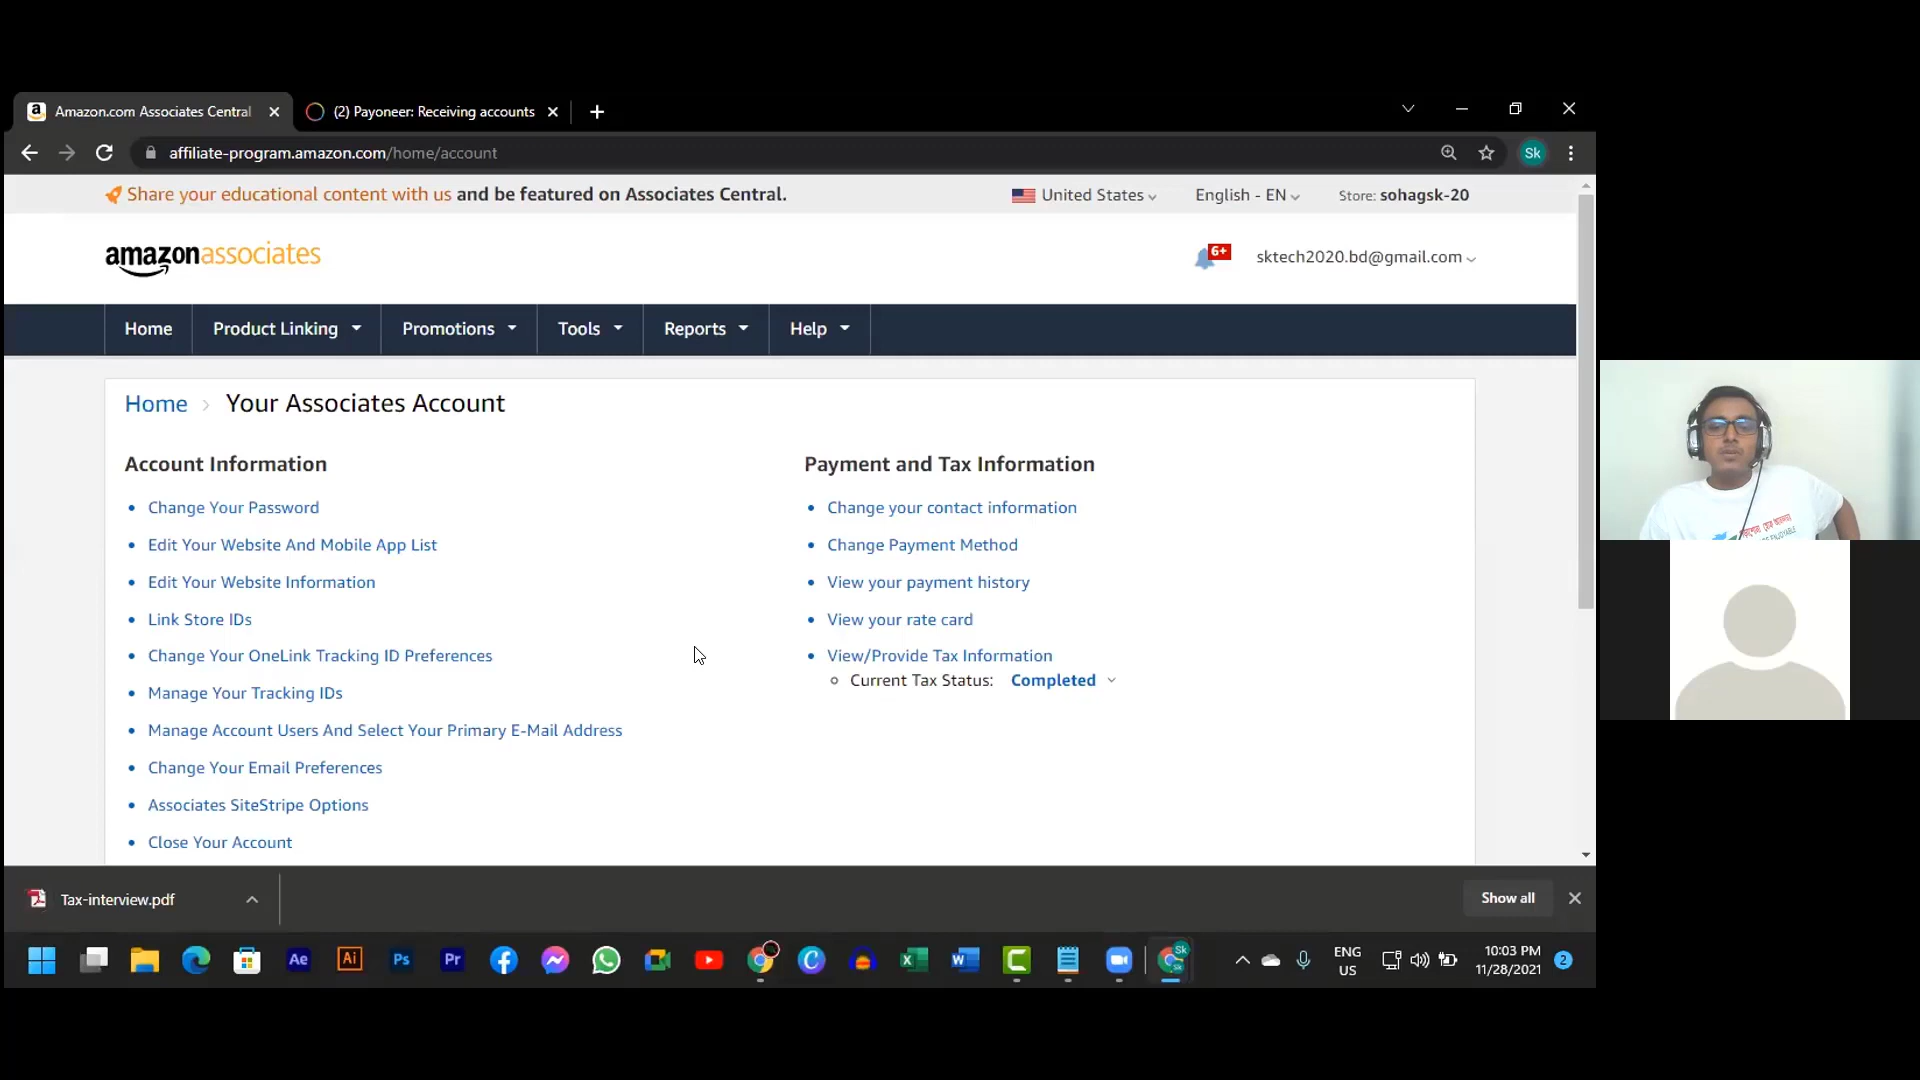 Amazon.com Associates Central
(2) Payoneer: Receiving accounts
affiliate-program.amazon.com/home/account
Sk
Share your educational content with us and be featured on Associates Central.
United States
English - EN
Store: sohagsk-20
amazonassociates
6+
sktech2020.bd@gmail.com
Home
Product Linking
Promotions
Tools
Reports
Help
Home › Your Associates Account
Account Information
Change Your Password
Edit Your Website And Mobile App List
Edit Your Website Information
Link Store IDs
Change Your OneLink Tracking ID Preferences
Manage Your Tracking IDs
Manage Account Users And Select Your Primary E-Mail Address
Change Your Email Preferences
Associates SiteStripe Options
Close Your Account
Payment and Tax Information
Change your contact information
Change Payment Method
View your payment history
View your rate card
View/Provide Tax Information
Current Tax Status: Completed
Tax-interview.pdf
Show all
Ae
Ai
Ps
Pr
ENG
US
10:03 PM
11/28/2021
2